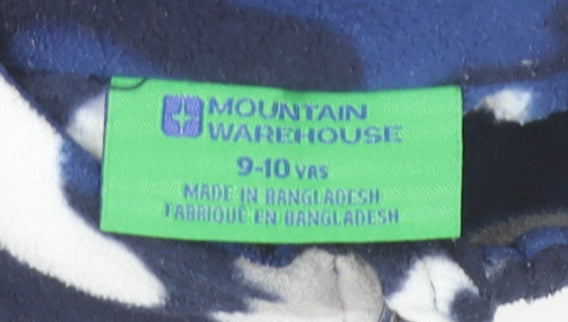 MOUNTAIN
WAREHOUSE
9-10 YRS
MADE IN BANGLADESH
FABRIQUÉ EN BANGLADESH